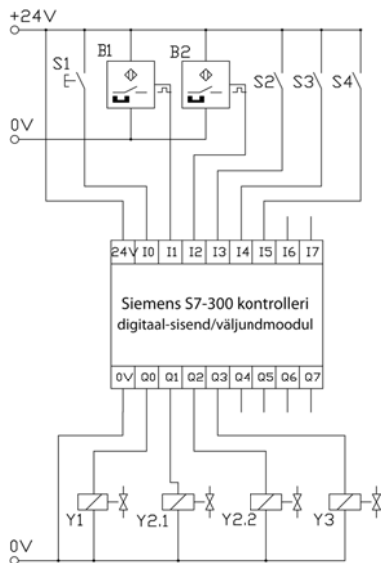 +24V
B1 B2
S1 S2 S3 S4
0V
24V I0 I1 I2 I3 I4 I5 I6 I7
Siemens S7-300 kontrolleri
digitaal-sisend/väljundmoodul
0V Q0 Q1 Q2 Q3 Q4 Q5 Q6 Q7
Y1 Y2.1 Y2.2 Y3
0V